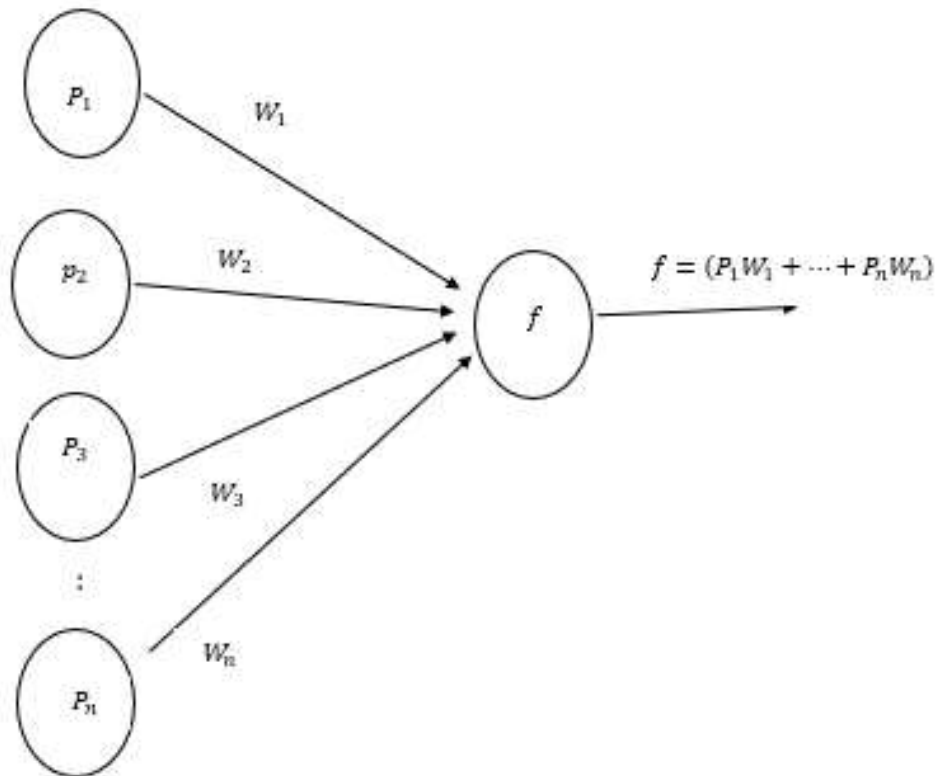 P₁
W₁
p₂
W₂
f
f = (P₁W₁ + ⋯ + PₙWₙ)
P₃
W₃
:
Wₙ
Pₙ